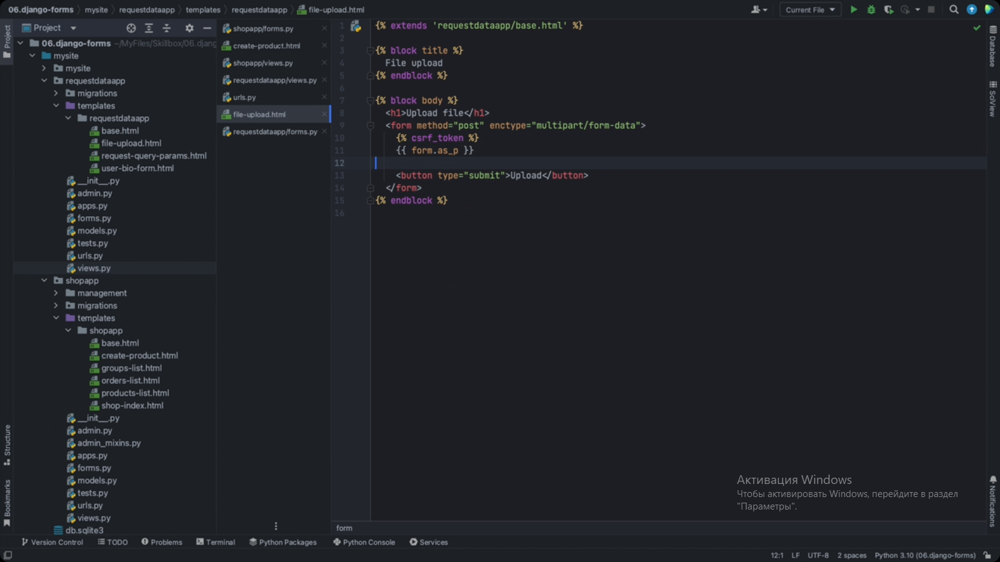 06.django-forms mysite requestdataapp templates requestdataapp file-upload.html
Current File
Project
06.django-forms ~/MyFiles/Skillbox/06.djang
mysite
mysite
requestdataapp
migrations
templates
requestdataapp
base.html
file-upload.html
request-query-params.html
user-bio-form.html
__init__.py
admin.py
apps.py
forms.py
models.py
tests.py
urls.py
views.py
shopapp
management
migrations
templates
shopapp
base.html
create-product.html
groups-list.html
orders-list.html
products-list.html
shop-index.html
__init__.py
admin.py
admin_mixins.py
apps.py
forms.py
models.py
tests.py
urls.py
views.py
db.sqlite3
Project
Structure
Bookmarks
shopapp/forms.py
create-product.html
shopapp/views.py
requestdataapp/views.py
urls.py
file-upload.html
requestdataapp/forms.py
1 {% extends 'requestdataapp/base.html' %}
2
3 {% block title %}
4 File upload
5 {% endblock %}
6
7 {% block body %}
8 <h1>Upload file</h1>
9 <form method="post" enctype="multipart/form-data">
10 {% csrf_token %}
11 {{ form.as_p }}
12
13 <button type="submit">Upload</button>
14 </form>
15 {% endblock %}
16
Database
SciView
Notifications
Активация Windows
Чтобы активировать Windows, перейдите в раздел
"Параметры".
form
Version Control TODO Problems Terminal Python Packages Python Console Services
12:1 LF UTF-8 2 spaces Python 3.10 (06.django-forms)